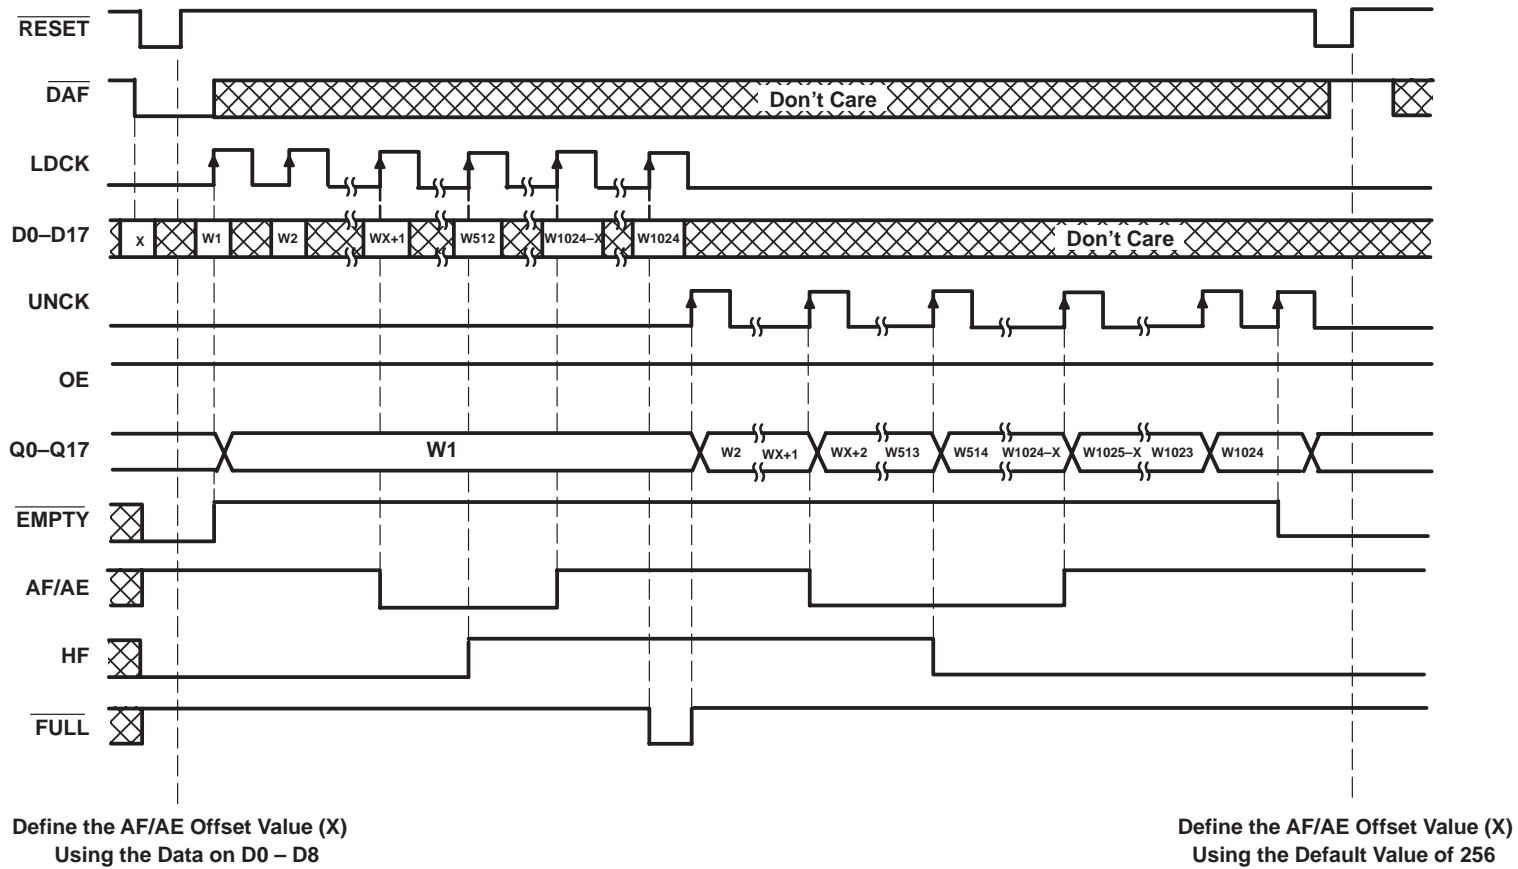 RESET
DAF
Don't Care
LDCK
D0–D17
X
W1
W2
WX+1
W512
W1024–X
W1024
Don't Care
UNCK
OE
Q0–Q17
W1
W2
WX+1
WX+2
W513
W514
W1024–X
W1025–X
W1023
W1024
EMPTY
AF/AE
HF
FULL
Define the AF/AE Offset Value (X)
Using the Data on D0 – D8
Define the AF/AE Offset Value (X)
Using the Default Value of 256